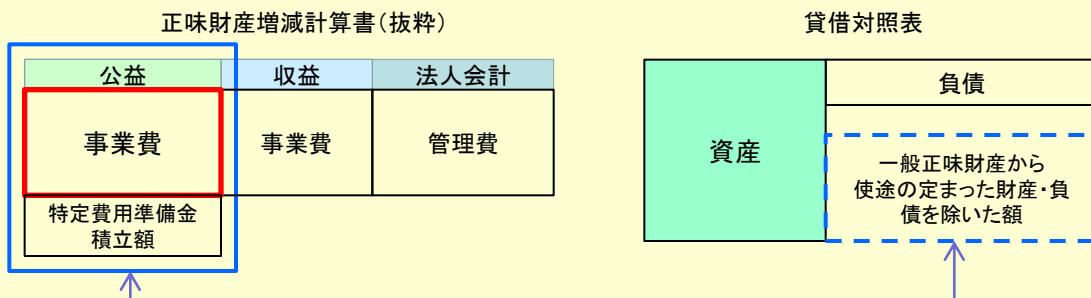 正味財産増減計算書(抜粋)
公益
収益
法人会計
事業費
事業費
管理費
特定費用準備金
積立額
貸借対照表
資産
負債
一般正味財産から
使途の定まった財産・負
債を除いた額